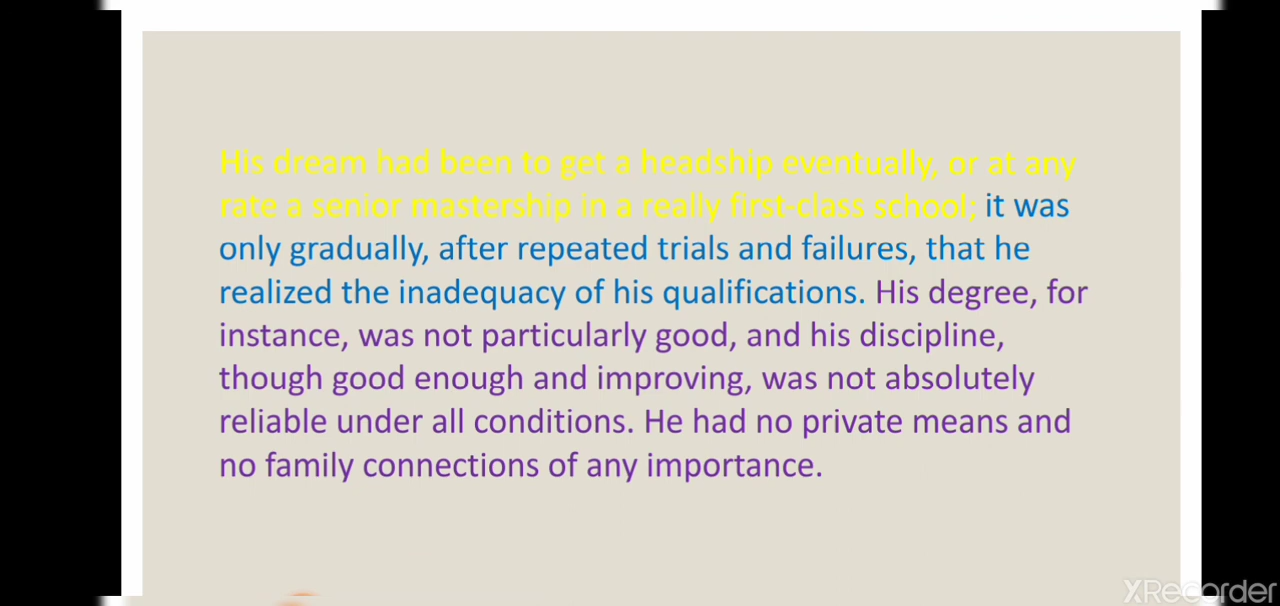 His dream had been to get a headship eventually, or at any
rate a senior mastership in a really first-class school; it was
only gradually, after repeated trials and failures, that he
realized the inadequacy of his qualifications. His degree, for
instance, was not particularly good, and his discipline,
though good enough and improving, was not absolutely
reliable under all conditions. He had no private means and
no family connections of any importance.
XRecorder